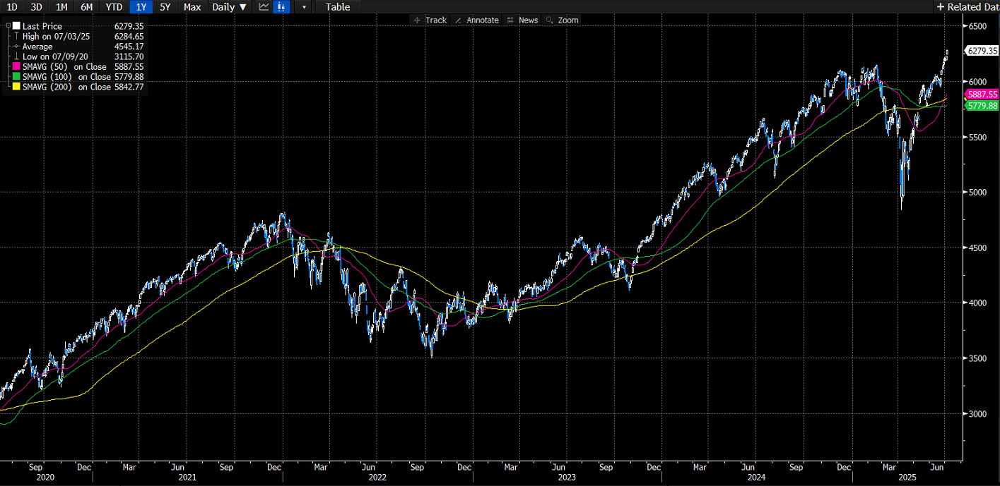 1D 3D 1M 6M YTD 1Y 5Y Max Daily ▼ Table + Related Dat
Track Annotate News Zoom
Last Price 6279.35
High on 07/03/25 6284.65
Average 4545.17
Low on 07/09/20 3115.70
SMAVG (50) on Close 5887.55
SMAVG (100) on Close 5779.88
SMAVG (200) on Close 5842.77
6500
6279.35
6000
5887.55
5779.88
5500
5000
4500
4000
3500
3000
Sep Dec Mar Jun Sep Dec Mar Jun Sep Dec Mar Jun Sep Dec Mar Jun Sep Dec Mar Jun
2020 2021 2022 2023 2024 2025